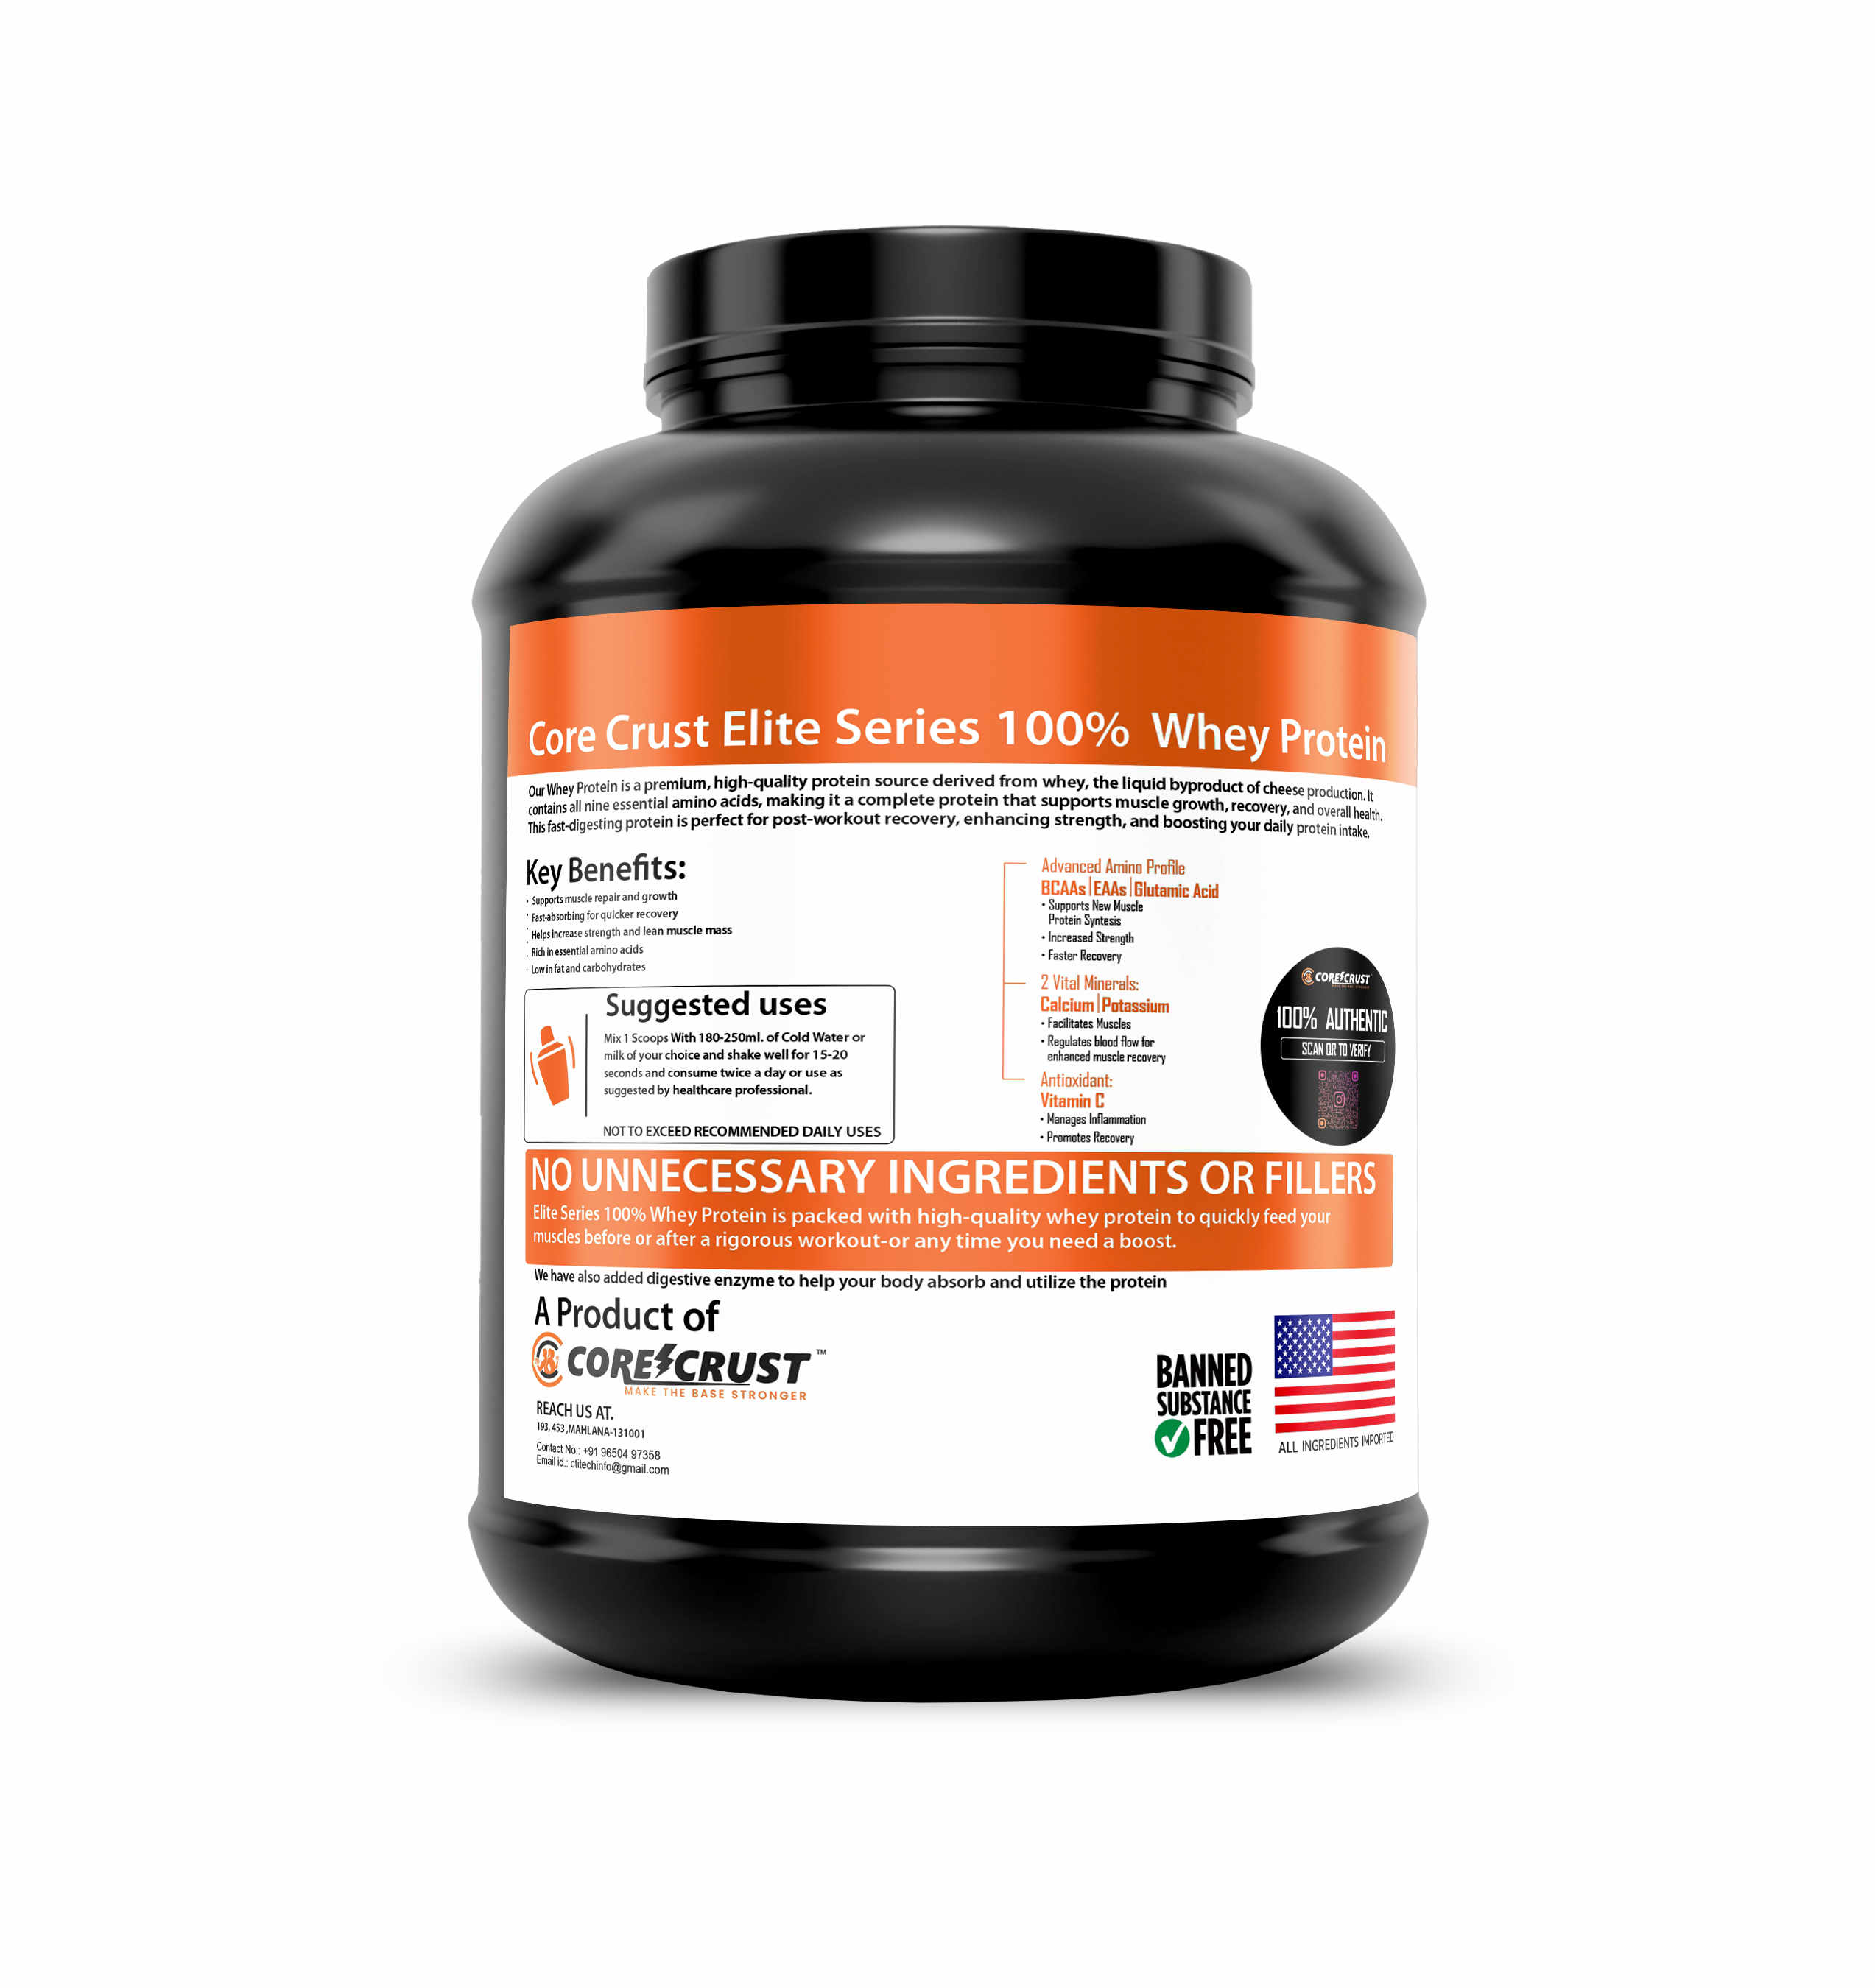 Core Crust Elite Series 100% Whey Protein
Our Whey Protein is a premium, high-quality protein source derived from whey, the liquid byproduct of cheese production. It
contains all nine essential amino acids, making it a complete protein that supports muscle growth, recovery, and overall health.
This fast-digesting protein is perfect for post-workout recovery, enhancing strength, and boosting your daily protein intake.
Key Benefits:
· Supports muscle repair and growth
· Fast-absorbing for quicker recovery
· Helps increase strength and lean muscle mass
· Rich in essential amino acids
· Low in fat and carbohydrates
Suggested uses
Mix 1 Scoops With 180-250ml. of Cold Water or
milk of your choice and shake well for 15-20
seconds and consume twice a day or use as
suggested by healthcare professional.
NOT TO EXCEED RECOMMENDED DAILY USES
Advanced Amino Profile
BCAAs|EAAs|Glutamic Acid
• Supports New Muscle
Protein Syntesis
• Increased Strength
• Faster Recovery
2 Vital Minerals:
Calcium|Potassium
• Facilitates Muscles
• Regulates blood flow for
enhanced muscle recovery
Antioxidant:
Vitamin C
• Manages Inflammation
• Promotes Recovery
CORE CRUST
100% AUTHENTIC
SCAN QR TO VERIFY
NO UNNECESSARY INGREDIENTS OR FILLERS
Elite Series 100% Whey Protein is packed with high-quality whey protein to quickly feed your
muscles before or after a rigorous workout-or any time you need a boost.
We have also added digestive enzyme to help your body absorb and utilize the protein
A Product of
CORE CRUST™
MAKE THE BASE STRONGER
REACH US AT.
193, 453 ,MAHLANA-131001
Contact No.: +91 96504 97358
Email id.: ctitechinfo@gmail.com
BANNED
SUBSTANCE
FREE
ALL INGREDIENTS IMPORTED